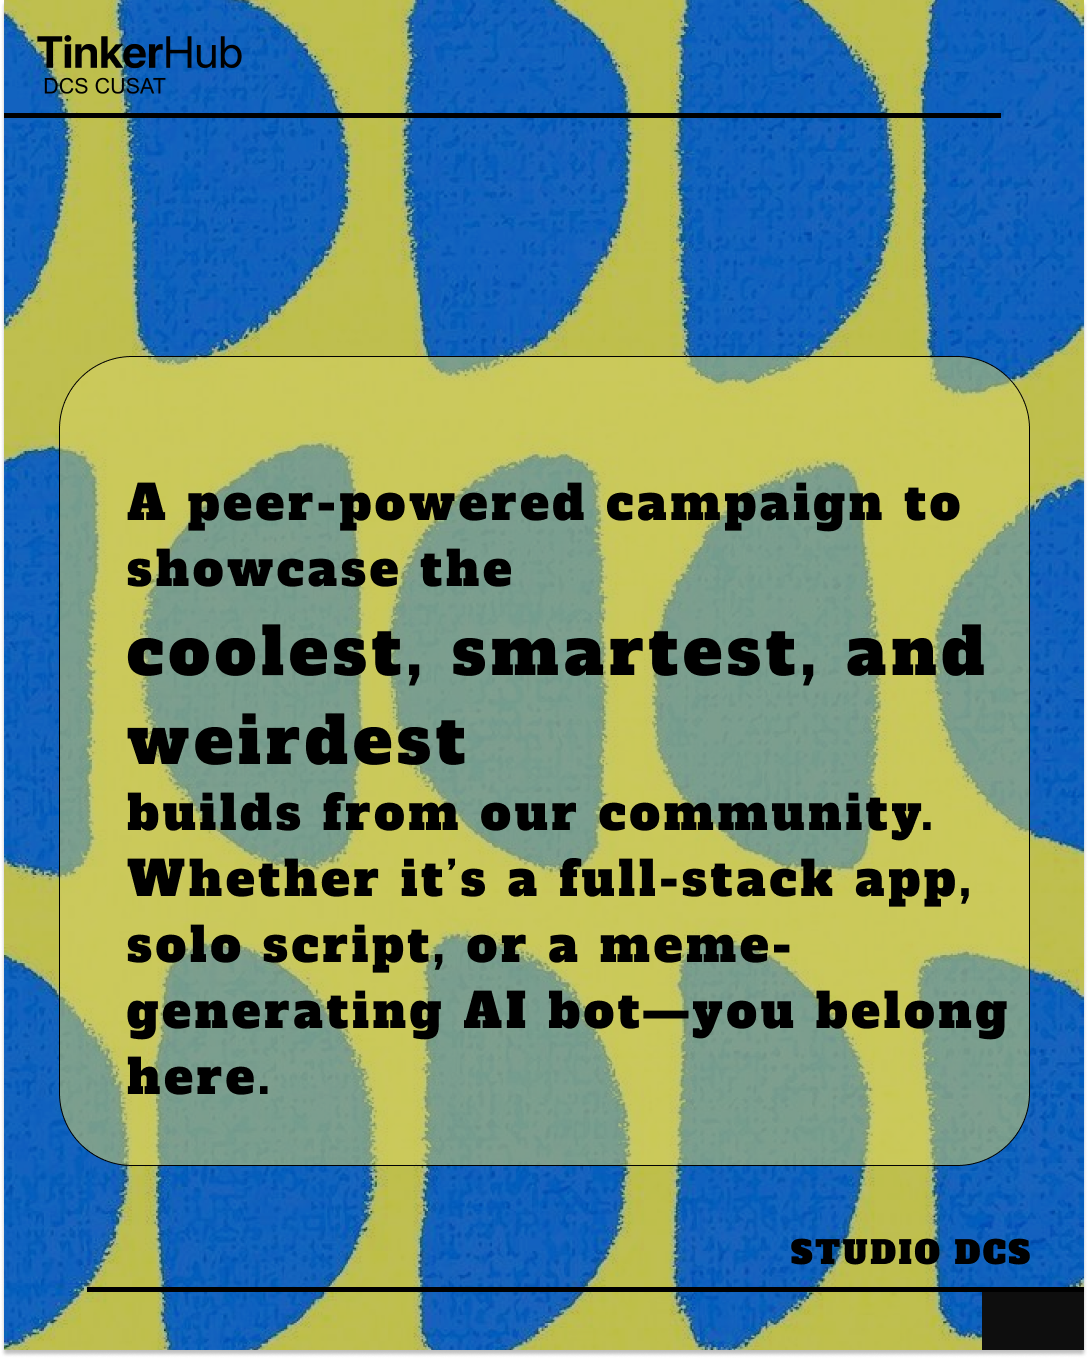 TinkerHub
DCS CUSAT
A peer-powered campaign to
showcase the
coolest, smartest, and
weirdest
builds from our community.
Whether it’s a full-stack app,
solo script, or a meme-
generating AI bot—you belong
here.
STUDIO DCS